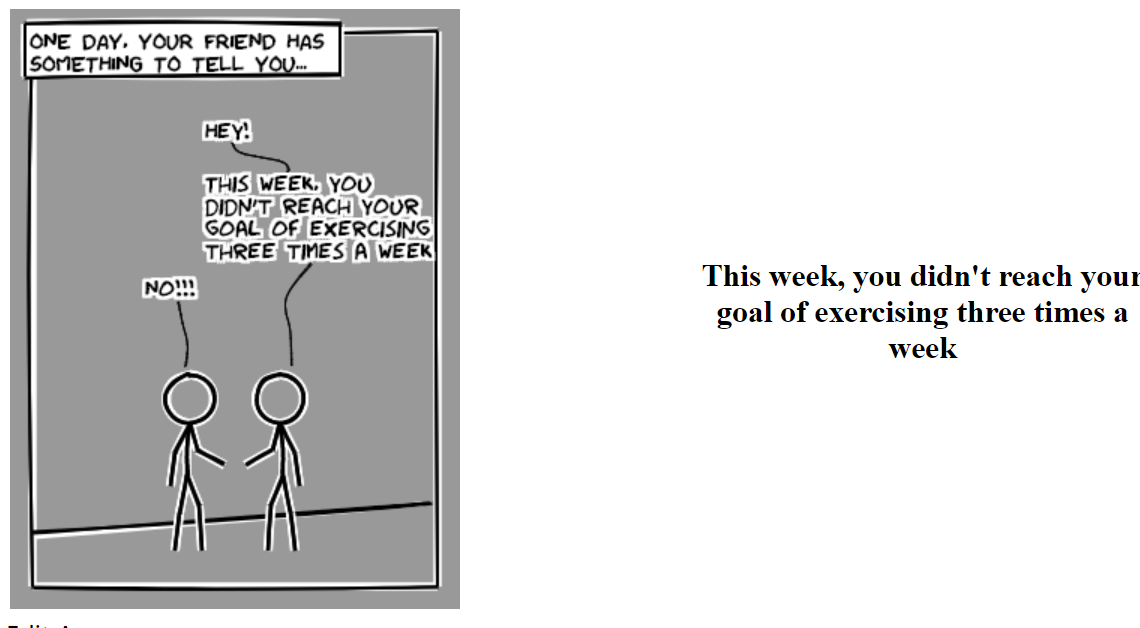 ONE DAY, YOUR FRIEND HAS
SOMETHING TO TELL YOU...
HEY!
THIS WEEK, YOU
DIDN'T REACH YOUR
GOAL OF EXERCISING
THREE TIMES A WEEK
NO!!!
This week, you didn't reach your
goal of exercising three times a
week